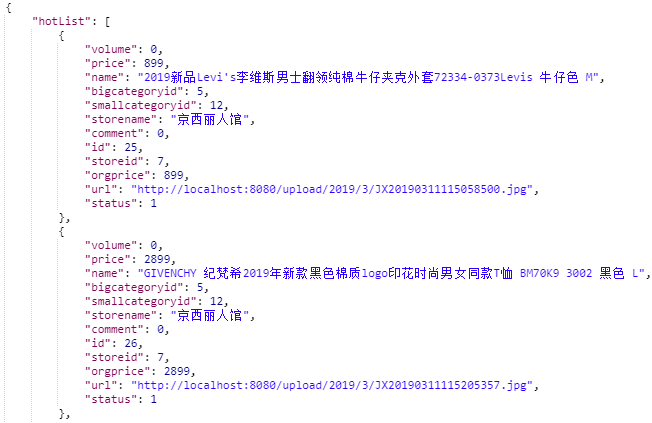 {
"hotList": [
{
"volume": 0,
"price": 899,
"name": "2019新品Levi's李维斯男士翻领纯棉牛仔夹克外套72334-0373Levis 牛仔色 M",
"bigcategoryid": 5,
"smallcategoryid": 12,
"storename": "京西丽人馆",
"comment": 0,
"id": 25,
"storeid": 7,
"orgprice": 899,
"url": "http://localhost:8080/upload/2019/3/JX20190311115058500.jpg",
"status": 1
},
{
"volume": 0,
"price": 2899,
"name": "GIVENCHY 纪梵希2019年新款黑色棉质logo印花时尚男女同款T恤 BM70K9 3002 黑色 L",
"bigcategoryid": 5,
"smallcategoryid": 12,
"storename": "京西丽人馆",
"comment": 0,
"id": 26,
"storeid": 7,
"orgprice": 2899,
"url": "http://localhost:8080/upload/2019/3/JX20190311115205357.jpg",
"status": 1
},